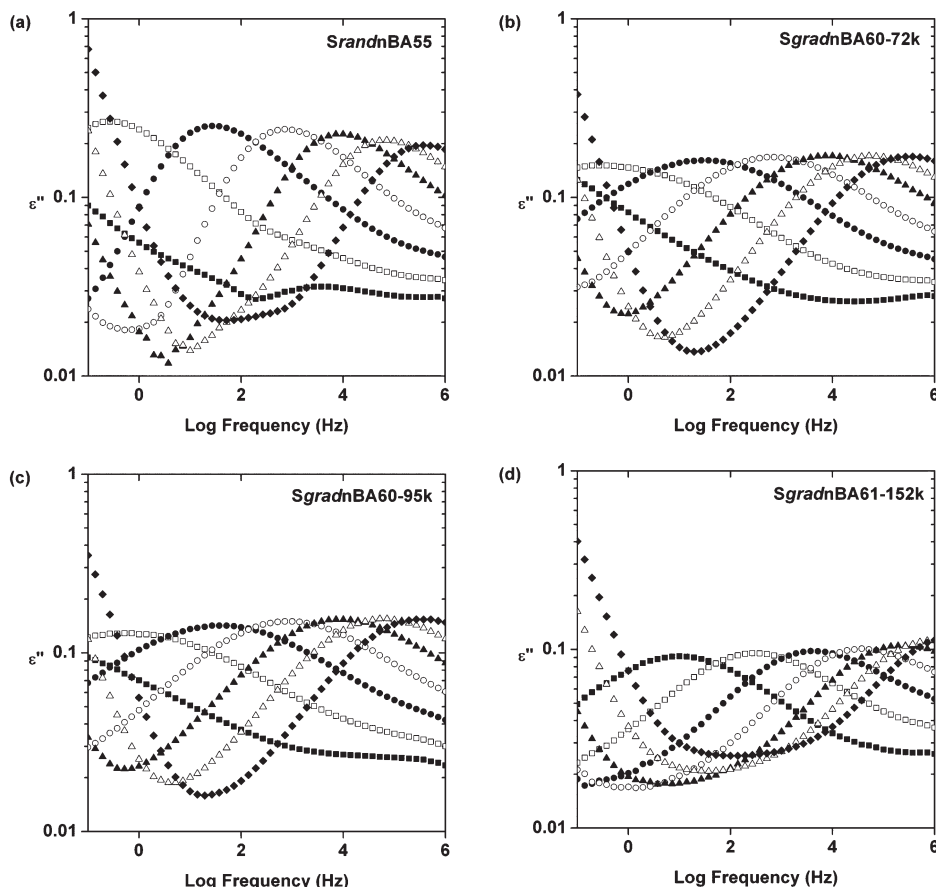 (a)
1
SrandnBA55
ε"
0.1
0.01
0 2 4 6
Log Frequency (Hz)
(b)
1
SgradnBA60-72k
ε"
0.1
0.01
0 2 4 6
Log Frequency (Hz)
(c)
1
SgradnBA60-95k
ε"
0.1
0.01
0 2 4 6
Log Frequency (Hz)
(d)
1
SgradnBA61-152k
ε"
0.1
0.01
0 2 4 6
Log Frequency (Hz)